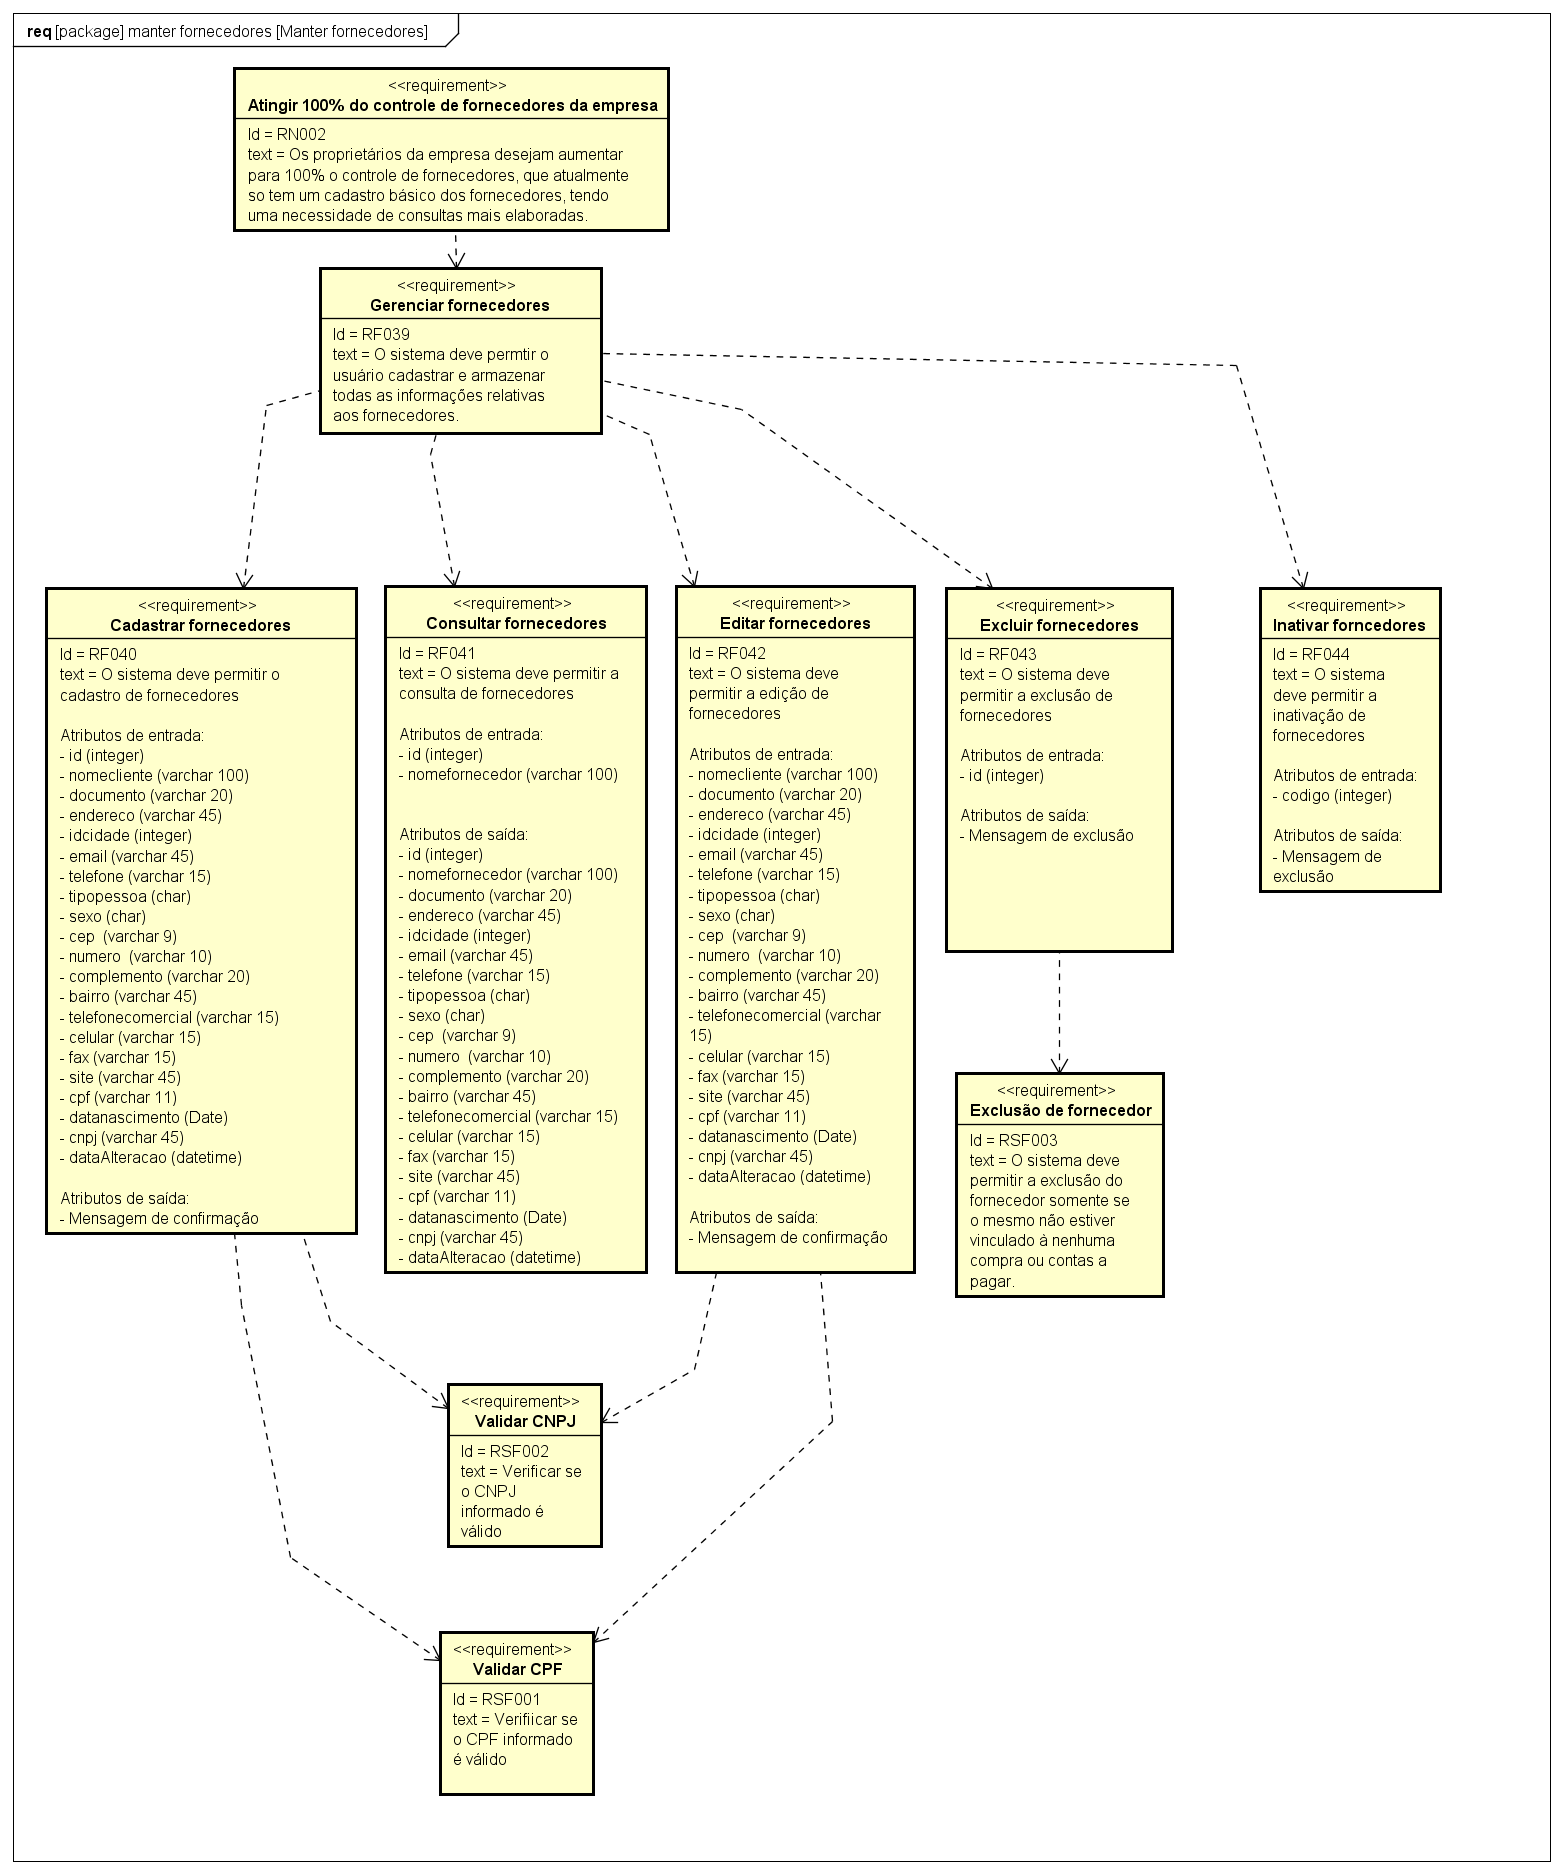 req [package] manter fornecedores [Manter fornecedores]
<<requirement>>
Atingir 100% do controle de fornecedores da empresa
Id = RN002
text = Os proprietários da empresa desejam aumentar
para 100% o controle de fornecedores, que atualmente
so tem um cadastro básico dos fornecedores, tendo
uma necessidade de consultas mais elaboradas.
<<requirement>>
Gerenciar fornecedores
Id = RF039
text = O sistema deve permtir o
usuário cadastrar e armazenar
todas as informações relativas
aos fornecedores.
<<requirement>>
Cadastrar fornecedores
Id = RF040
text = O sistema deve permitir o
cadastro de fornecedores
Atributos de entrada:
- id (integer)
- nomecliente (varchar 100)
- documento (varchar 20)
- endereco (varchar 45)
- idcidade (integer)
- email (varchar 45)
- telefone (varchar 15)
- tipopessoa (char)
- sexo (char)
- cep  (varchar 9)
- numero  (varchar 10)
- complemento (varchar 20)
- bairro (varchar 45)
- telefonecomercial (varchar 15)
- celular (varchar 15)
- fax (varchar 15)
- site (varchar 45)
- cpf (varchar 11)
- datanascimento (Date)
- cnpj (varchar 45)
- dataAlteracao (datetime)
Atributos de saída:
- Mensagem de confirmação
<<requirement>>
Consultar fornecedores
Id = RF041
text = O sistema deve permitir a
consulta de fornecedores
Atributos de entrada:
- id (integer)
- nomefornecedor (varchar 100)
Atributos de saída:
- id (integer)
- nomefornecedor (varchar 100)
- documento (varchar 20)
- endereco (varchar 45)
- idcidade (integer)
- email (varchar 45)
- telefone (varchar 15)
- tipopessoa (char)
- sexo (char)
- cep  (varchar 9)
- numero  (varchar 10)
- complemento (varchar 20)
- bairro (varchar 45)
- telefonecomercial (varchar 15)
- celular (varchar 15)
- fax (varchar 15)
- site (varchar 45)
- cpf (varchar 11)
- datanascimento (Date)
- cnpj (varchar 45)
- dataAlteracao (datetime)
<<requirement>>
Editar fornecedores
Id = RF042
text = O sistema deve
permitir a edição de
fornecedores
Atributos de entrada:
- nomecliente (varchar 100)
- documento (varchar 20)
- endereco (varchar 45)
- idcidade (integer)
- email (varchar 45)
- telefone (varchar 15)
- tipopessoa (char)
- sexo (char)
- cep  (varchar 9)
- numero  (varchar 10)
- complemento (varchar 20)
- bairro (varchar 45)
- telefonecomercial (varchar
15)
- celular (varchar 15)
- fax (varchar 15)
- site (varchar 45)
- cpf (varchar 11)
- datanascimento (Date)
- cnpj (varchar 45)
- dataAlteracao (datetime)
Atributos de saída:
- Mensagem de confirmação
<<requirement>>
Excluir fornecedores
Id = RF043
text = O sistema deve
permitir a exclusão de
fornecedores
Atributos de entrada:
- id (integer)
Atributos de saída:
- Mensagem de exclusão
<<requirement>>
Inativar forncedores
Id = RF044
text = O sistema
deve permitir a
inativação de
fornecedores
Atributos de entrada:
- codigo (integer)
Atributos de saída:
- Mensagem de
exclusão
<<requirement>>
Exclusão de fornecedor
Id = RSF003
text = O sistema deve
permitir a exclusão do
fornecedor somente se
o mesmo não estiver
vinculado à nenhuma
compra ou contas a
pagar.
<<requirement>>
Validar CNPJ
Id = RSF002
text = Verificar se
o CNPJ
informado é
válido
<<requirement>>
Validar CPF
Id = RSF001
text = Verifiicar se
o CPF informado
é válido